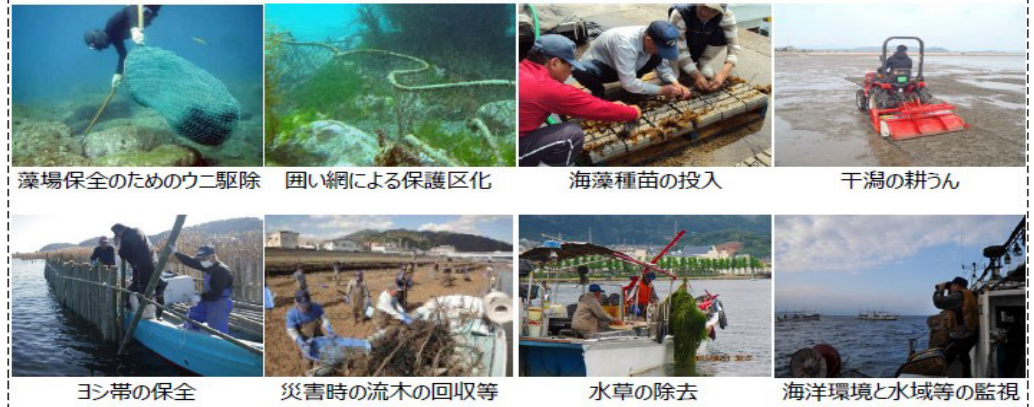 藻場保全のためのウニ駆除
囲い網による保護区化
海藻種苗の投入
干潟の耕うん
ヨシ帯の保全
災害時の流木の回収等
水草の除去
海洋環境と水域等の監視